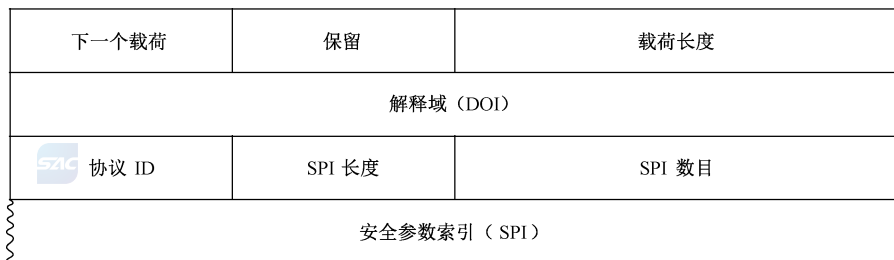 下一个载荷 保留 载荷长度
解释域（DOI）
SAC 协议 ID SPI 长度 SPI 数目
安全参数索引（ SPI）